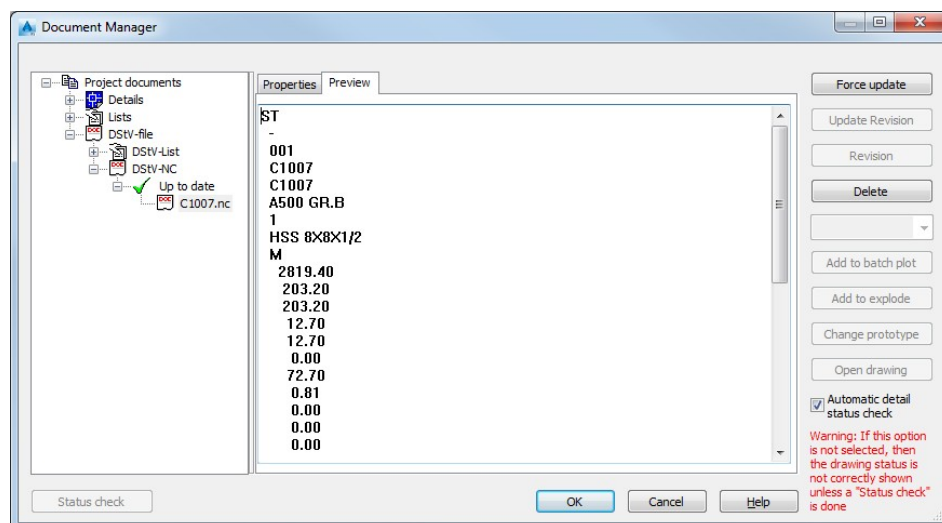 Document Manager
Project documents
Details
Lists
DStV-file
DStV-List
DStV-NC
Up to date
C1007.nc
Properties
Preview
ST
-
001
C1007
C1007
A500 GR.B
1
HSS 8X8X1/2
M
2819.40
203.20
203.20
12.70
12.70
0.00
72.70
0.81
0.00
0.00
0.00
Force update
Update Revision
Revision
Delete
Add to batch plot
Add to explode
Change prototype
Open drawing
Automatic detail
status check
Warning: If this option
is not selected, then
the drawing status is
not correctly shown
unless a "Status check"
is done
Status check
OK
Cancel
Help